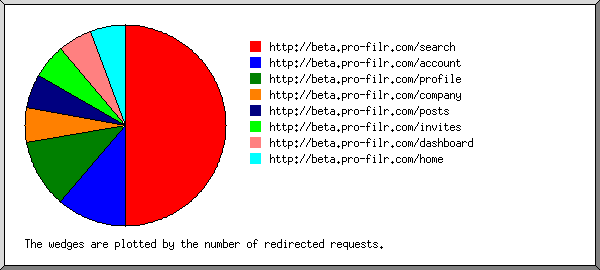 http://beta.pro-filr.com/search
http://beta.pro-filr.com/account
http://beta.pro-filr.com/profile
http://beta.pro-filr.com/company
http://beta.pro-filr.com/posts
http://beta.pro-filr.com/invites
http://beta.pro-filr.com/dashboard
http://beta.pro-filr.com/home
The wedges are plotted by the number of redirected requests.